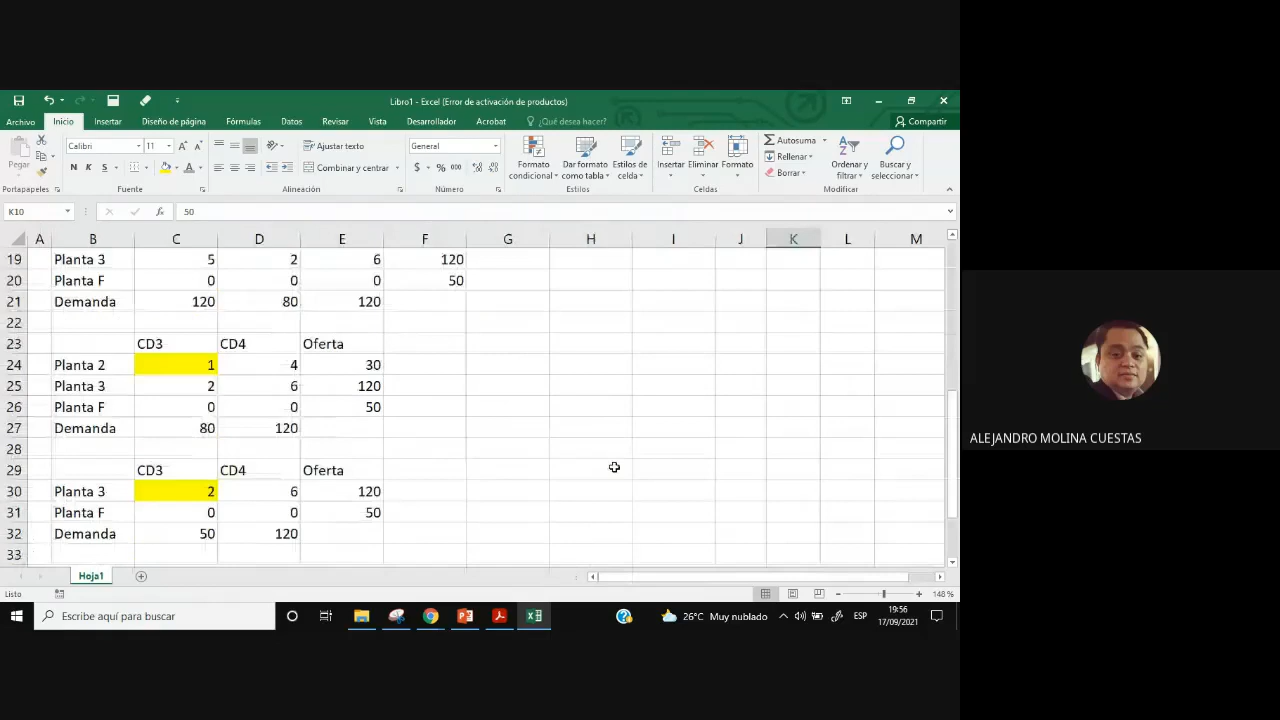 Libro1 - Excel (Error de activación de productos)
Archivo Inicio Insertar Diseño de página Fórmulas Datos Revisar Vista Desarrollador Acrobat ¿Qué desea hacer? Compartir
Pegar
Calibri 11
N K S
Ajustar texto
Combinar y centrar
General
$ % 000
Formato condicional
Dar formato como tabla
Estilos de celda
Insertar Eliminar Formato
Autosuma
Rellenar
Borrar
Ordenar y filtrar
Buscar y seleccionar
Portapapeles Fuente Alineación Número Estilos Celdas Modificar
K10 fx 50
A B C D E F G H I J K L M
19 Planta 3 5 2 6 120
20 Planta F 0 0 0 50
21 Demanda 120 80 120
22
23 CD3 CD4 Oferta
24 Planta 2 1 4 30
25 Planta 3 2 6 120
26 Planta F 0 0 50
27 Demanda 80 120
28
29 CD3 CD4 Oferta
30 Planta 3 2 6 120
31 Planta F 0 0 50
32 Demanda 50 120
33
Hoja1
Listo 148 %
Escribe aquí para buscar
26°C Muy nublado
ESP
19:56
17/09/2021
ALEJANDRO MOLINA CUESTAS